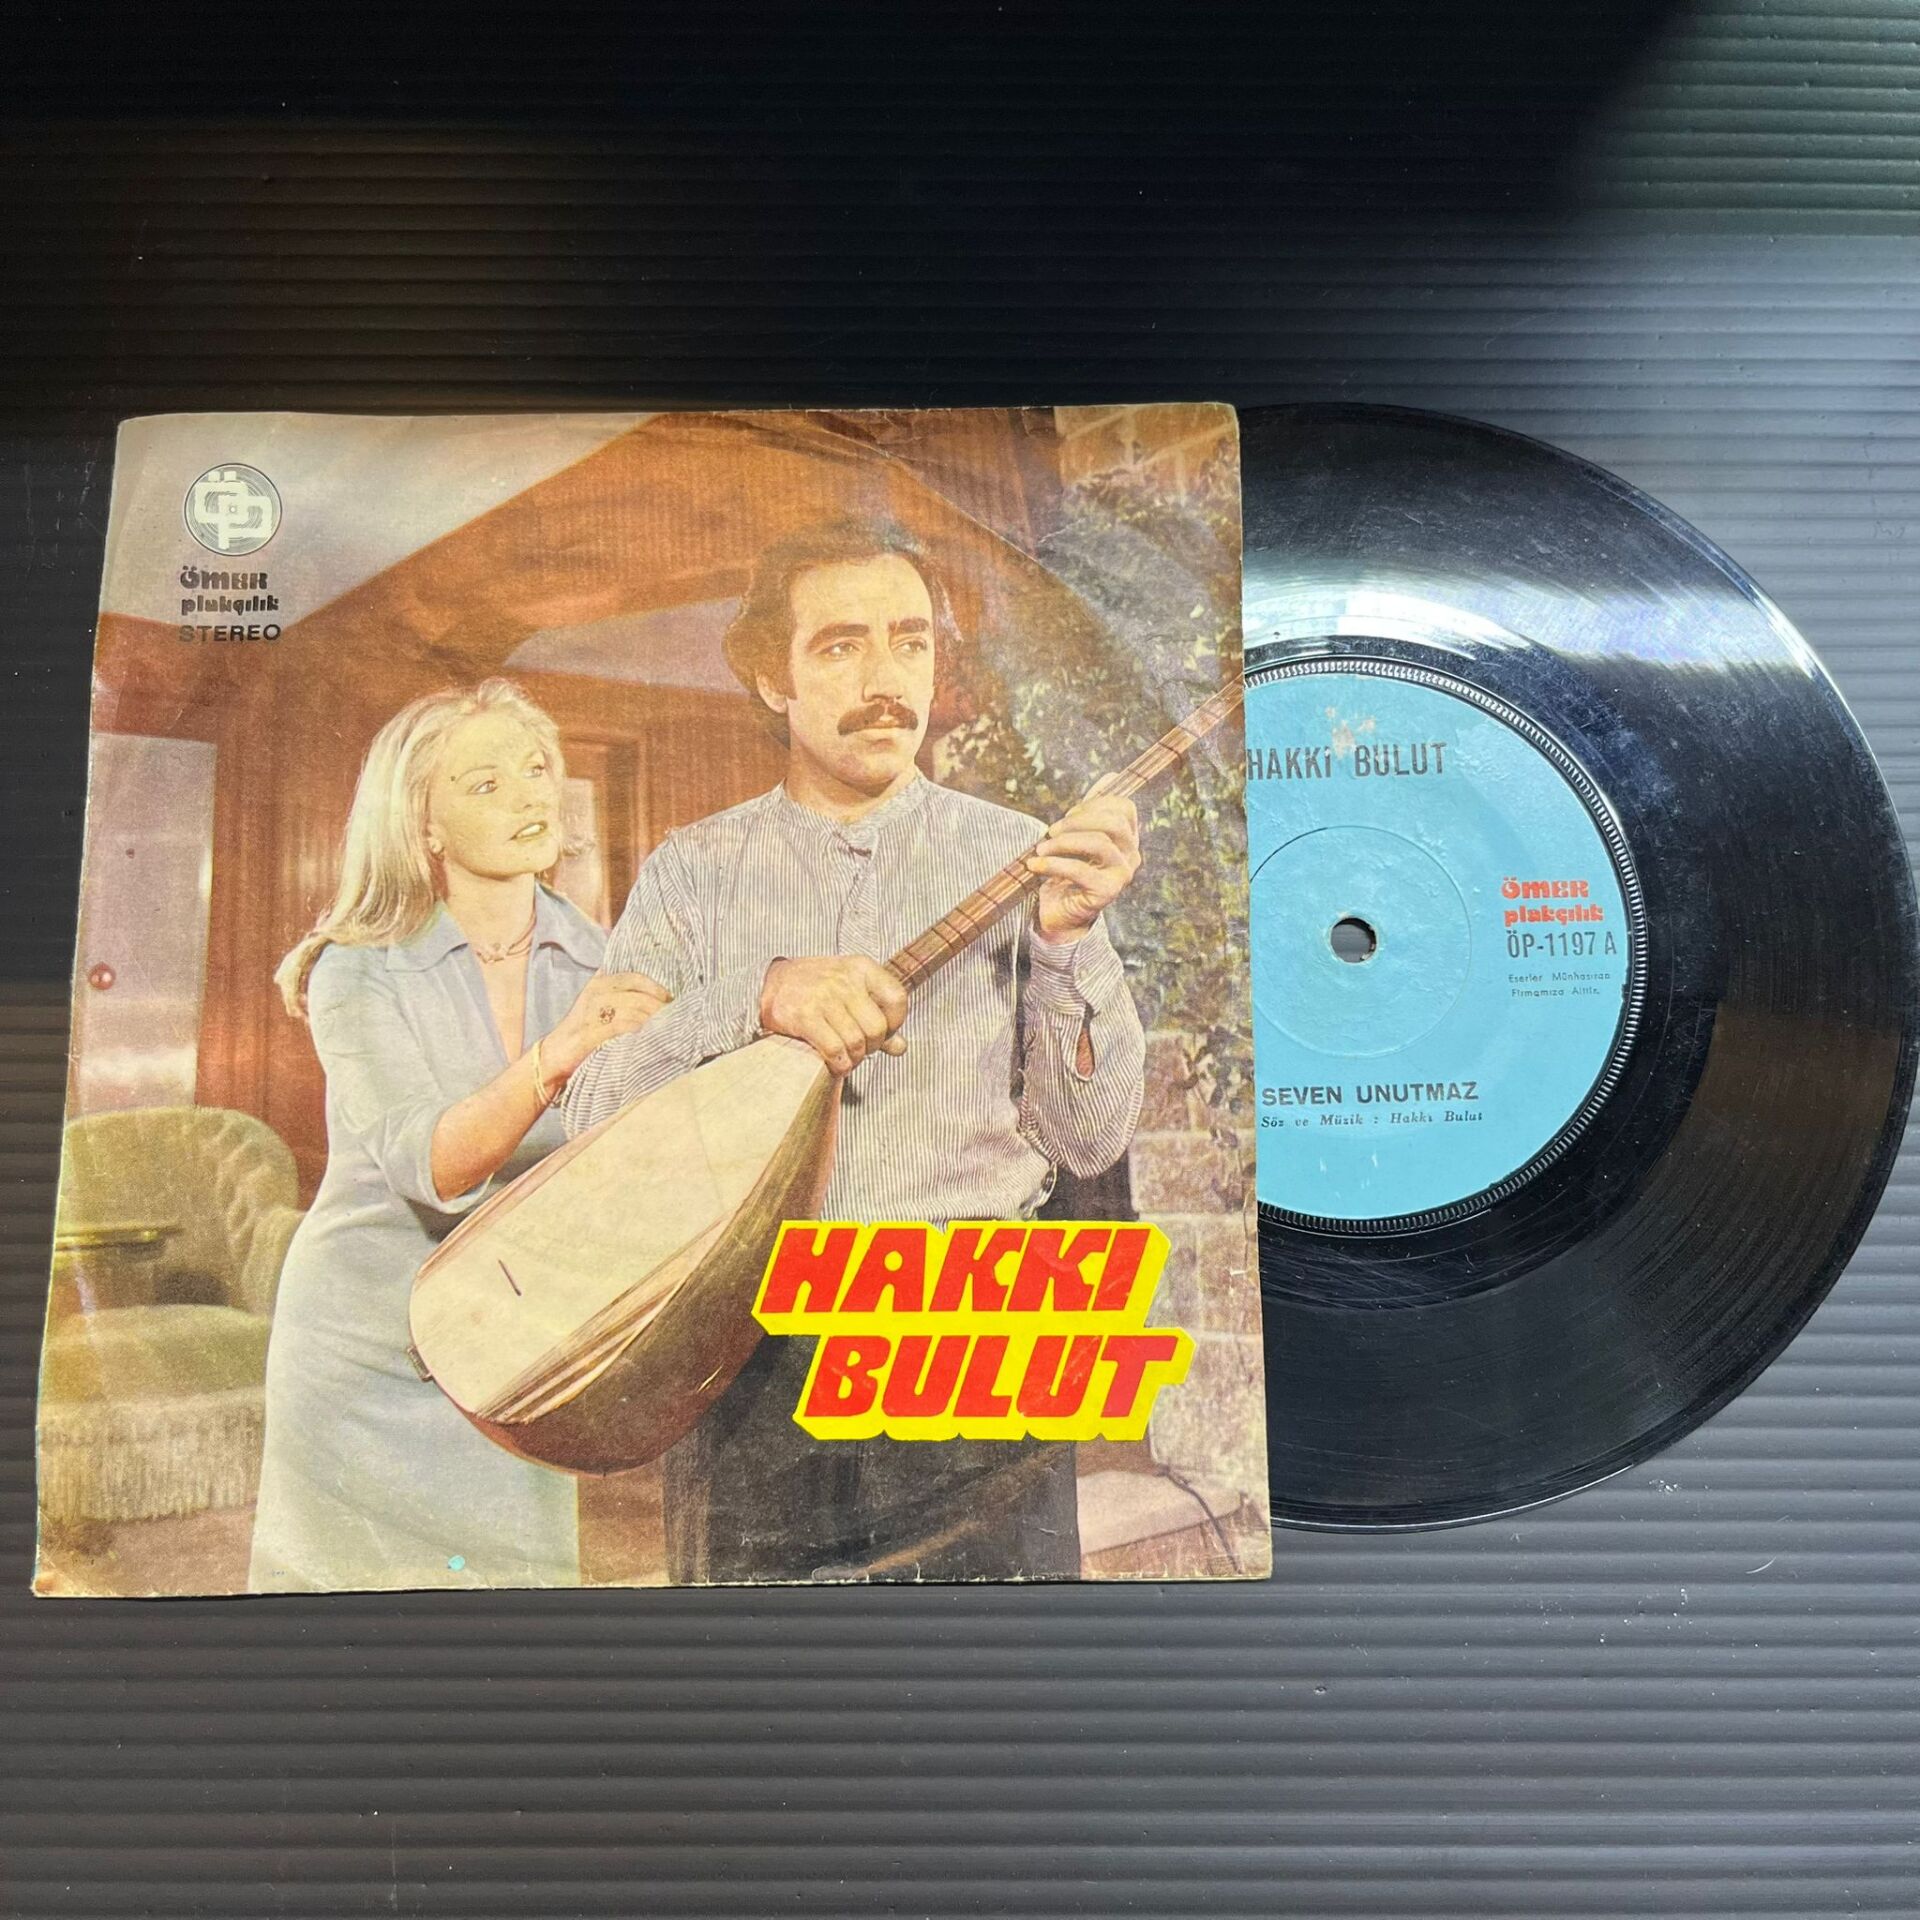 ÖP
ÖMER
plakçılık
STEREO
HAKKI
BULUT
HAKKI BULUT
ÖMER
plakçılık
ÖP-1197 A
Eserler Münhasıran
Firmamıza Aittir.
SEVEN UNUTMAZ
Söz ve Müzik : Hakkı Bulut